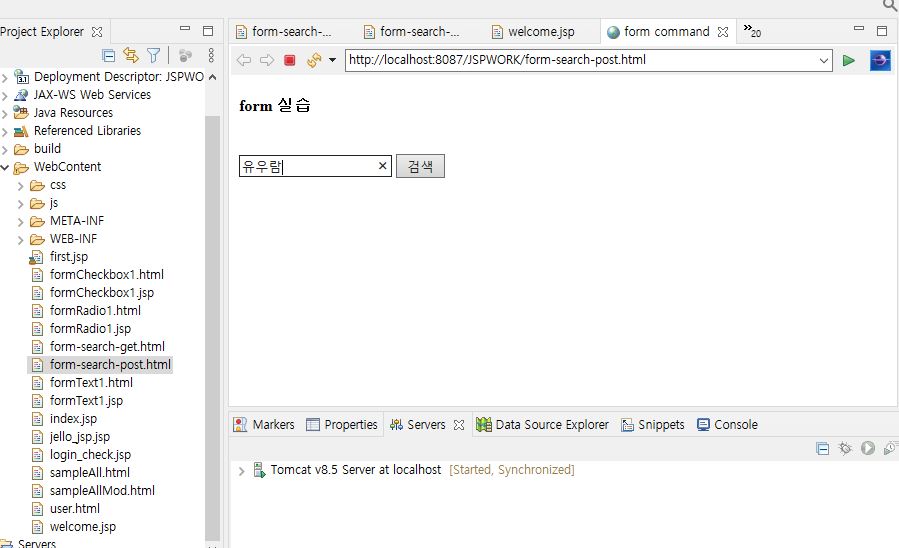 Project Explorer
form-search-...
form-search-...
welcome.jsp
form command
»20
http://localhost:8087/JSPWORK/form-search-post.html
Deployment Descriptor: JSPWO
JAX-WS Web Services
Java Resources
Referenced Libraries
build
WebContent
css
js
META-INF
WEB-INF
first.jsp
formCheckbox1.html
formCheckbox1.jsp
formRadio1.html
formRadio1.jsp
form-search-get.html
form-search-post.html
formText1.html
formText1.jsp
index.jsp
jello_jsp.jsp
login_check.jsp
sampleAll.html
sampleAllMod.html
user.html
welcome.jsp
Servers
form 실습
유우람
검색
Markers
Properties
Servers
Data Source Explorer
Snippets
Console
Tomcat v8.5 Server at localhost [Started, Synchronized]